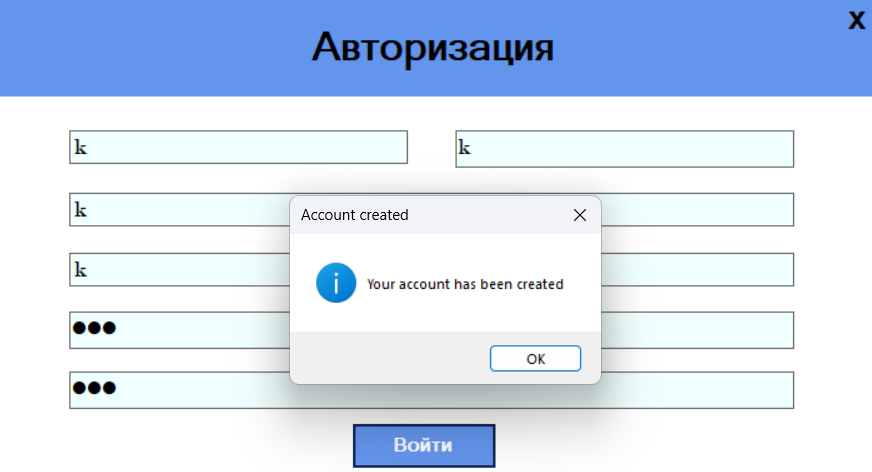 X
Авторизация
k
k
k
Account created
Your account has been created
k
●●●
OK
●●●
Войти